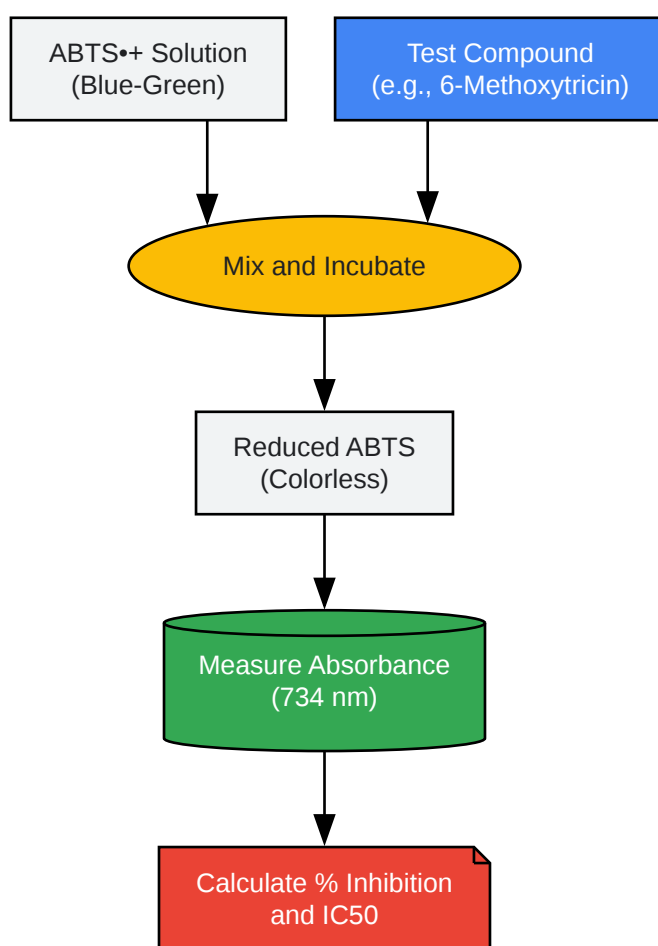 ABTS•+ Solution
(Blue-Green)
Test Compound
(e.g., 6-Methoxytricin)
Mix and Incubate
Reduced ABTS
(Colorless)
Measure Absorbance
(734 nm)
Calculate % Inhibition
and IC50